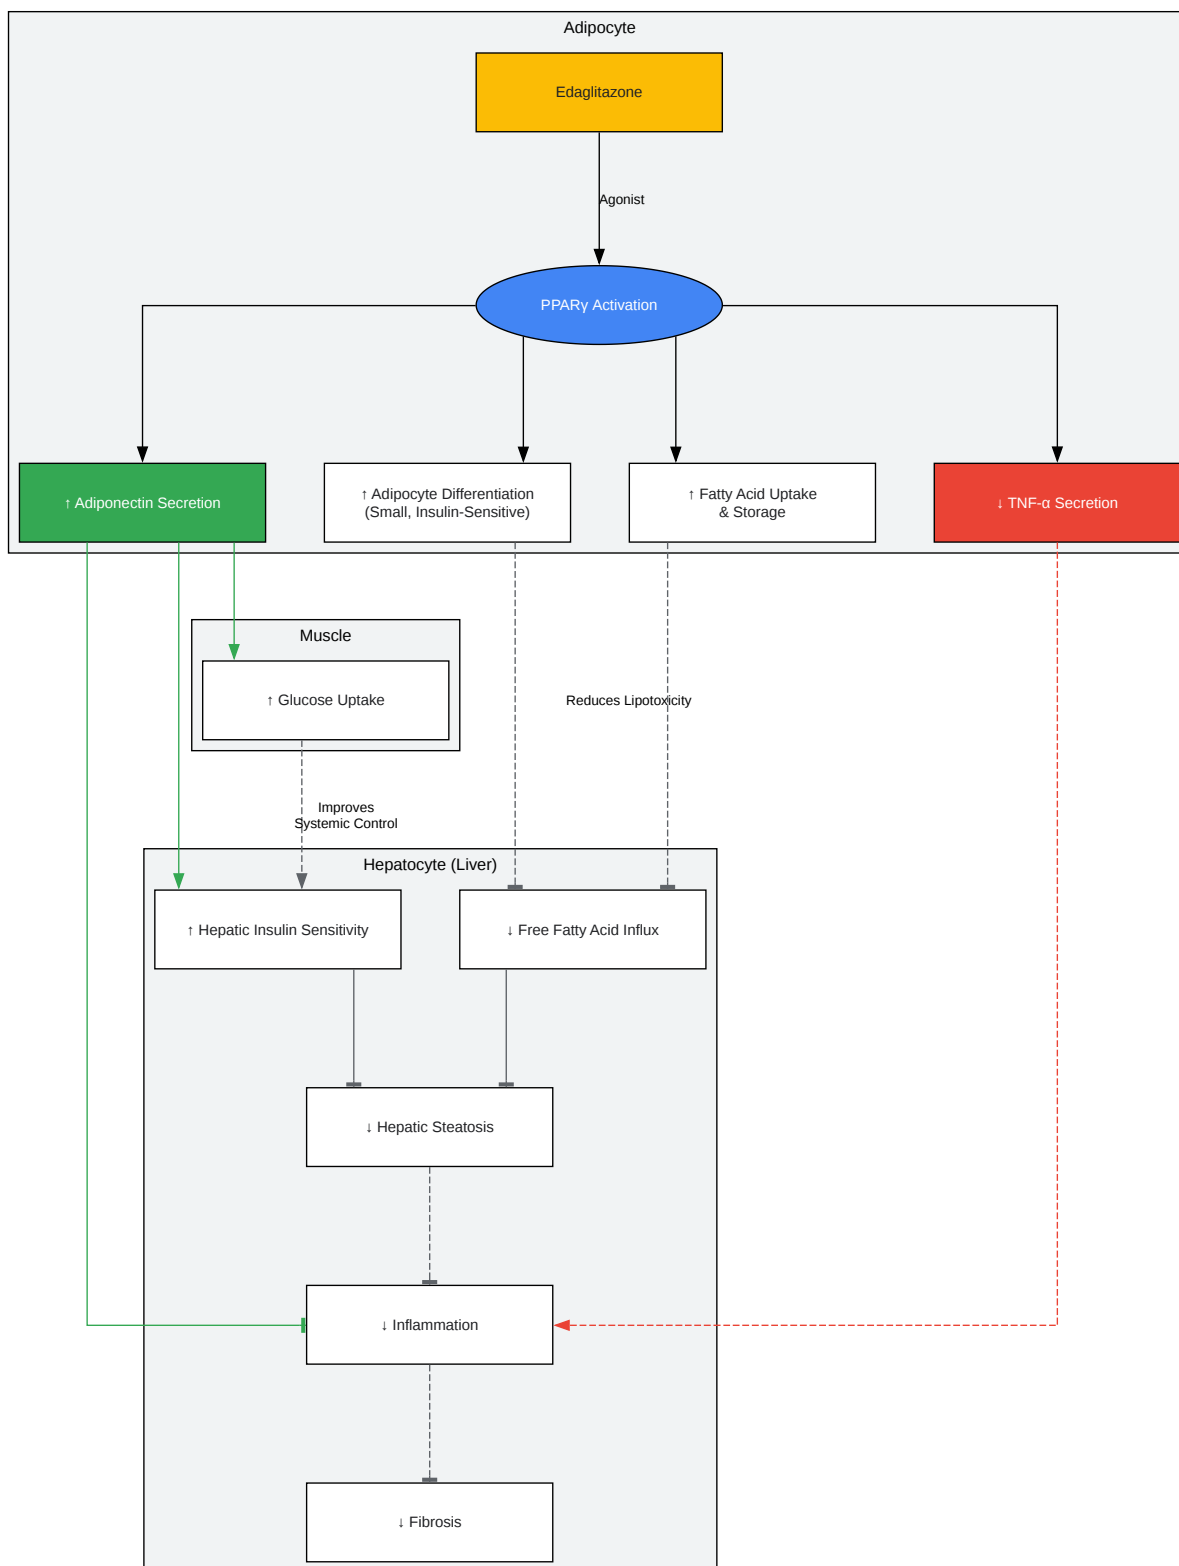 Adipocyte
Edaglitazone
Agonist
PPARγ Activation
↑ Adiponectin Secretion
↑ Adipocyte Differentiation
(Small, Insulin-Sensitive)
↑ Fatty Acid Uptake
& Storage
↓ TNF-α Secretion
Muscle
↑ Glucose Uptake
Reduces Lipotoxicity
Improves
Systemic Control
Hepatocyte (Liver)
↑ Hepatic Insulin Sensitivity
↓ Free Fatty Acid Influx
↓ Hepatic Steatosis
↓ Inflammation
↓ Fibrosis